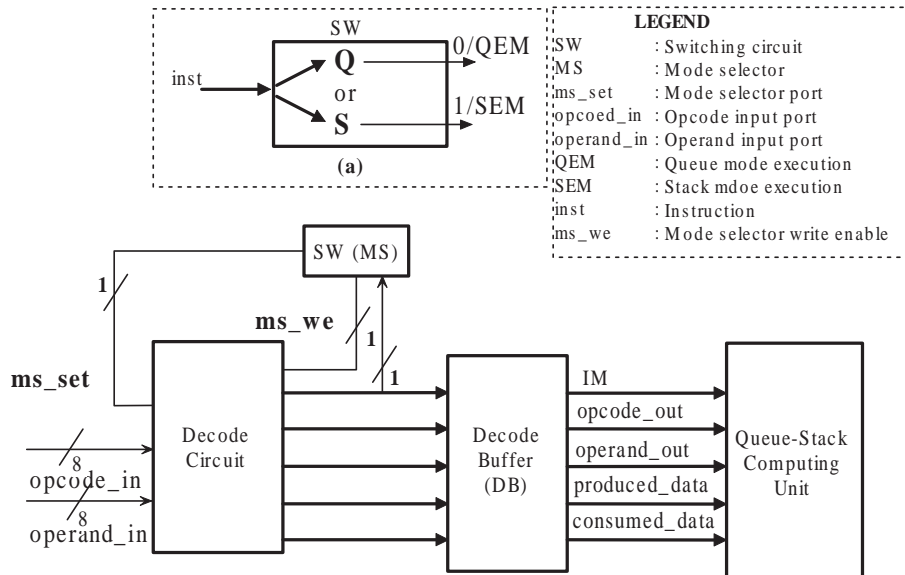 SW
inst
Q
or
S
0/QEM
1/SEM
(a)
LEGEND
SW : Switching circuit
MS : Mode selector
ms_set : Mode selector port
opcoed_in : Opcode input port
operand_in : Operand input port
QEM : Queue mode execution
SEM : Stack mdoe execution
inst : Instruction
ms_we : Mode selector write enable
SW (MS)
1
ms_we
1
1
ms_set
8
opcode_in
8
operand_in
Decode
Circuit
Decode
Buffer
(DB)
IM
opcode_out
operand_out
produced_data
consumed_data
Queue-Stack
Computing
Unit